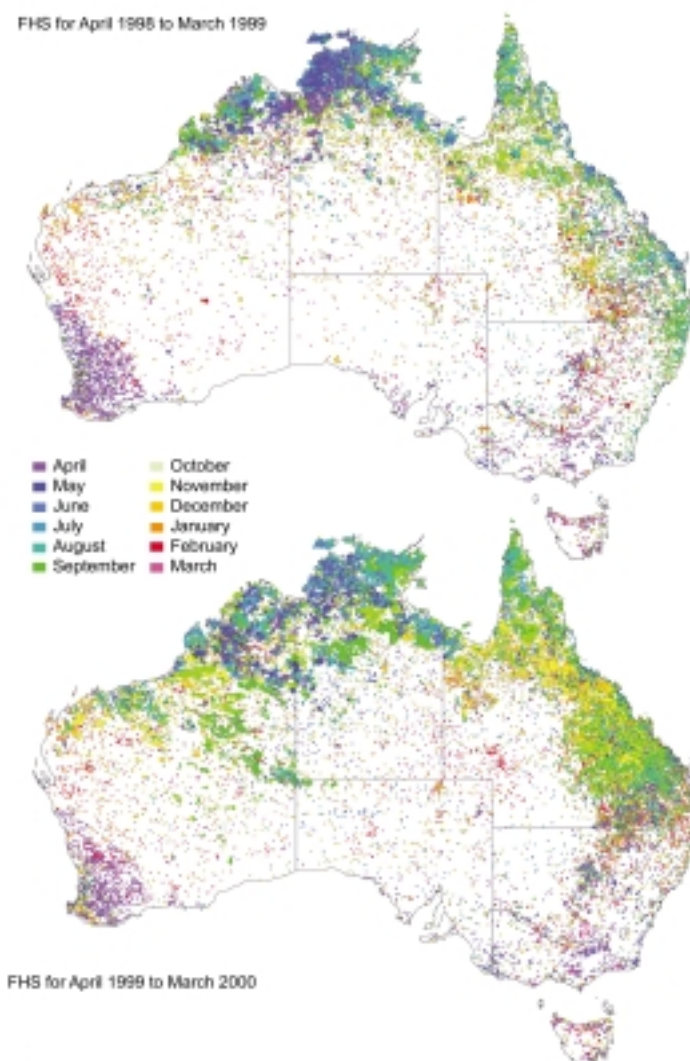 FHS for April 1998 to March 1999
April
May
June
July
August
September
October
November
December
January
February
March
FHS for April 1999 to March 2000